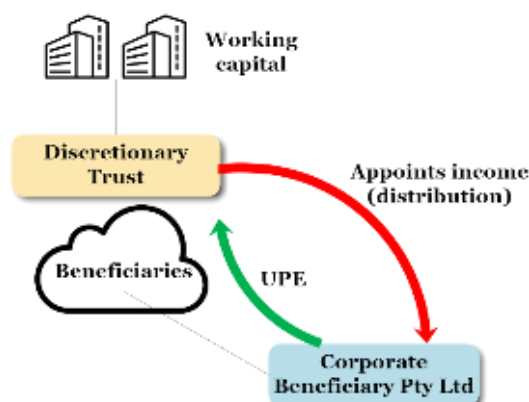 Working
capital
Discretionary
Trust
Appoints income
(distribution)
Beneficiaries
UPE
Corporate
Beneficiary Pty Ltd